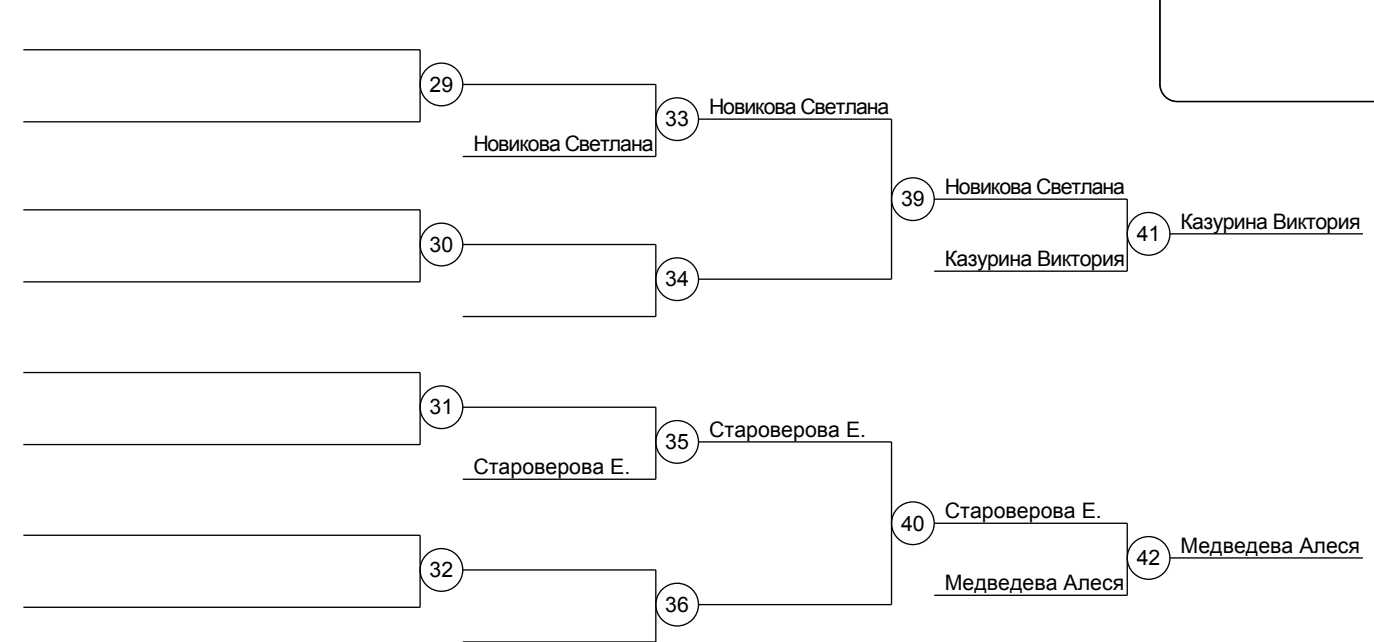 29
33
Новикова Светлана
Новикова Светлана
39
Новикова Светлана
41
Казурина Виктория
30
Казурина Виктория
34
31
35
Староверова Е.
Староверова Е.
40
Староверова Е.
42
Медведева Алеся
32
Медведева Алеся
36